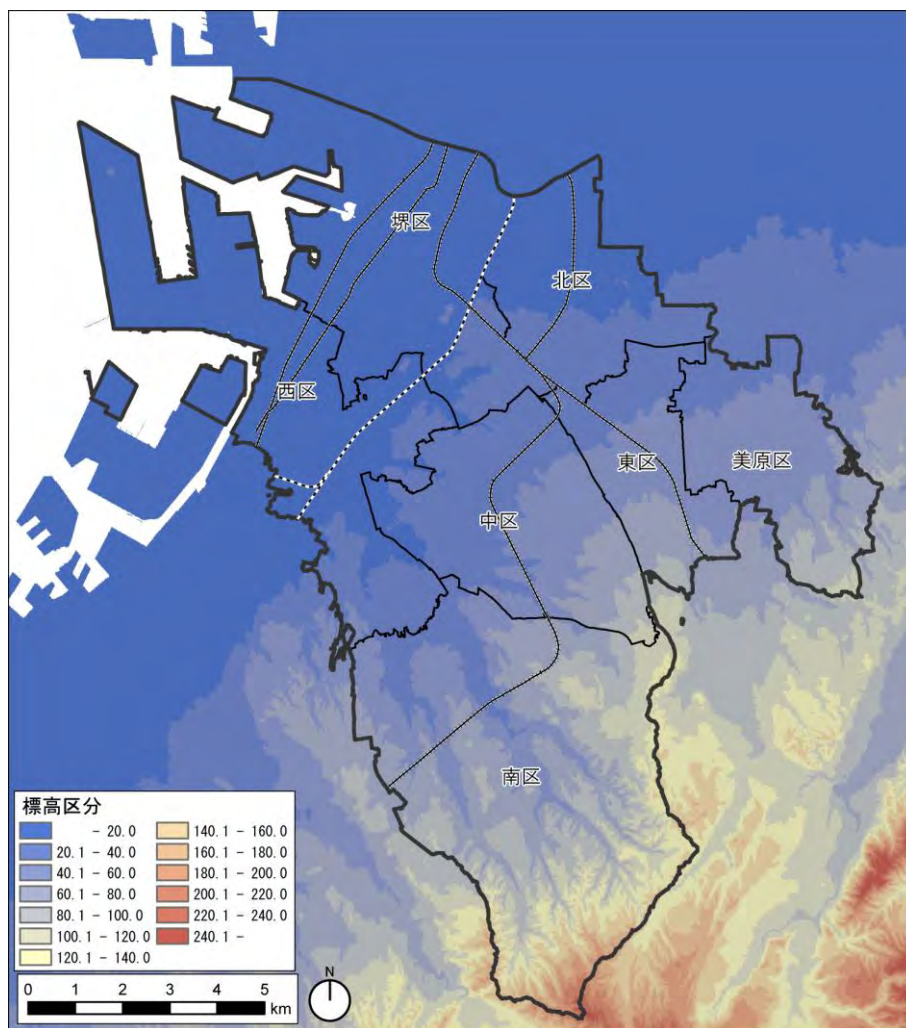 堺区
北区
西区
東区
美原区
中区
南区
標高区分
- 20.0
20.1 - 40.0
40.1 - 60.0
60.1 - 80.0
80.1 - 100.0
100.1 - 120.0
120.1 - 140.0
140.1 - 160.0
160.1 - 180.0
180.1 - 200.0
200.1 - 220.0
220.1 - 240.0
240.1 -
0 1 2 3 4 5
km
N